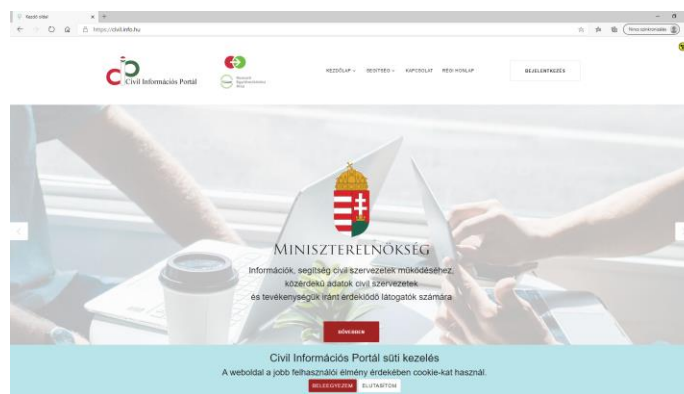 Kezdő oldal
https://civil.info.hu
Nincs szinkronizálás
Civil Információs Portál
KEZDŐLAP
SEGÍTSÉG
KAPCSOLAT
RÉGI HONLAP
BEJELENTKEZÉS
MINISZTERELNÖKSÉG
Információk, segítség civil szervezetek működéséhez,
közérdekű adatok civil szervezetek
és tevékenységük iránt érdeklődő látogatók számára
BŐVEBBEN
Civil Információs Portál süti kezelés
A weboldal a jobb felhasználói élmény érdekében cookie-kat használ.
BELEEGYEZEM
ELUTASÍTOM